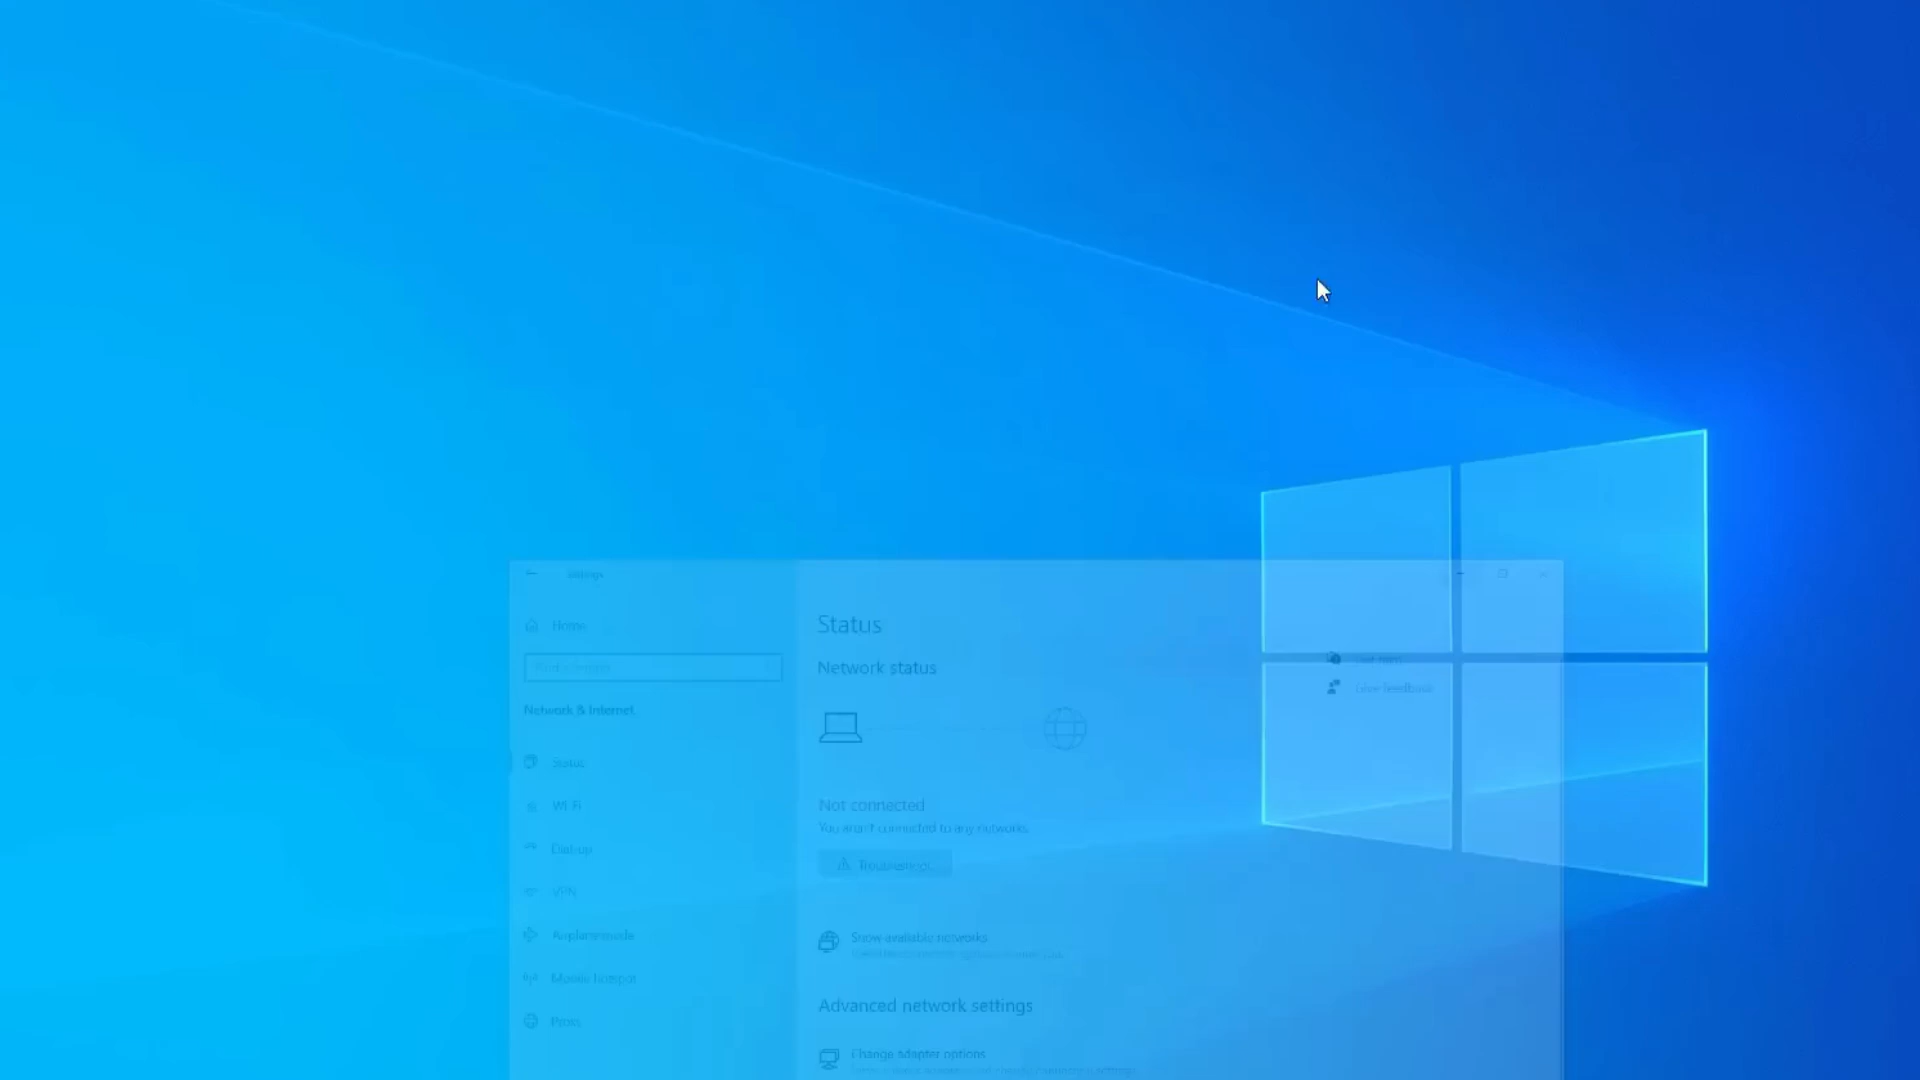 Settings
Home
Network & Internet
Status
Wi-Fi
Dial-up
VPN
Airplane mode
Mobile hotspot
Proxy
Status
Network status
Not connected
You aren't connected to any networks.
Troubleshoot
Show available networks
Advanced network settings
Change adapter options
Get help
Give feedback